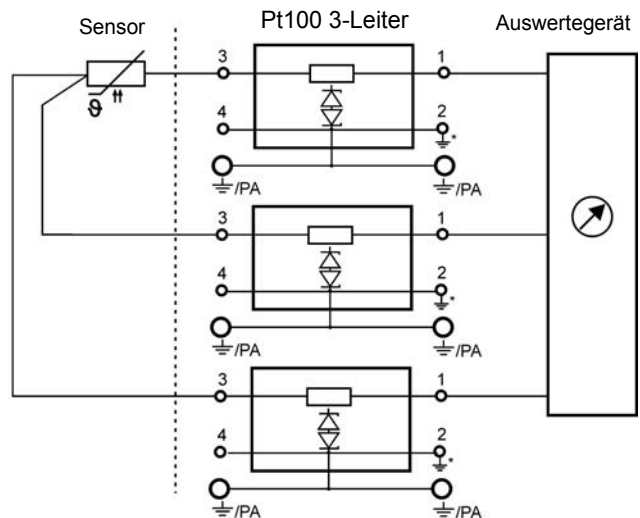 Sensor
Pt100 3-Leiter
Auswertegerät
3
1
4
2
*
ϑ
/PA
/PA
3
1
4
2
*
/PA
/PA
3
1
4
2
*
/PA
/PA